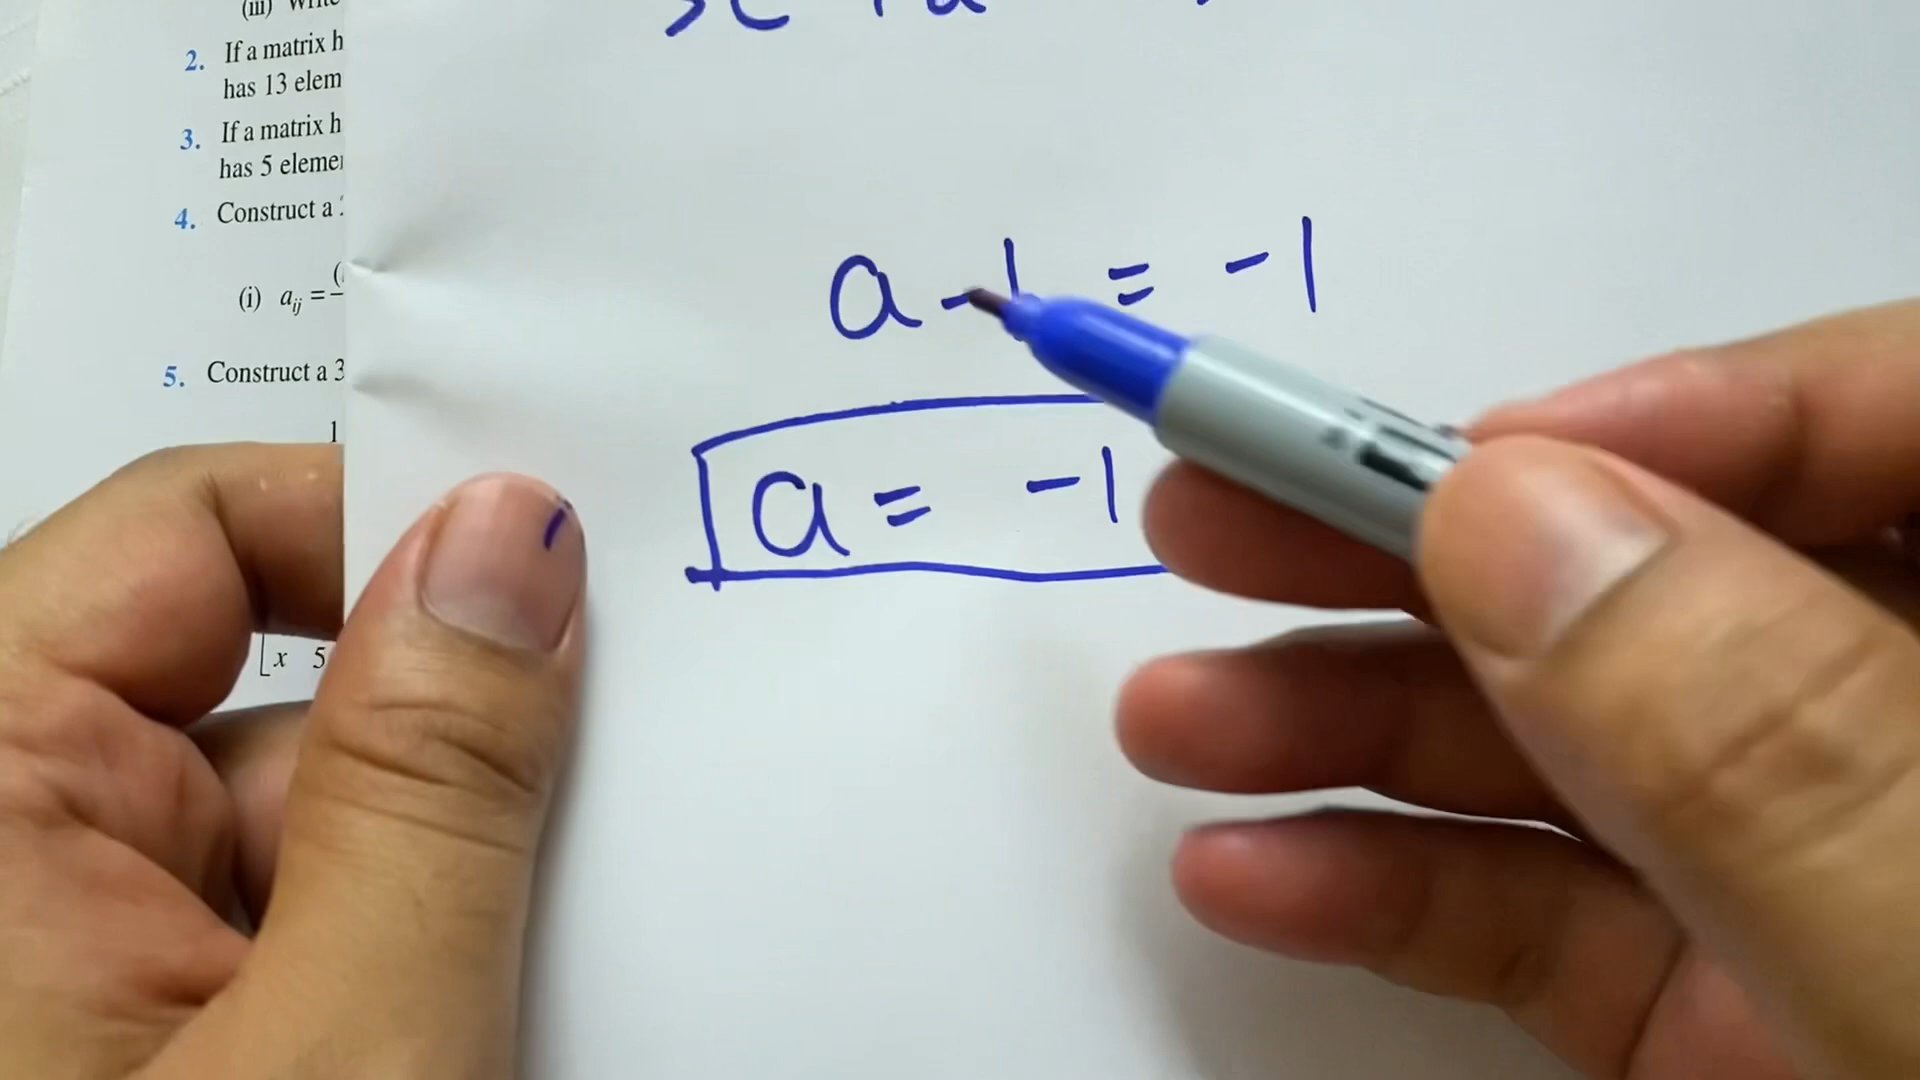 2. If a matrix h
has 13 elem
3. If a matrix h
has 5 elemen
4. Construct a
(i) aij =
5. Construct a 3
1
x 5
a - 1 = -1
a = -1